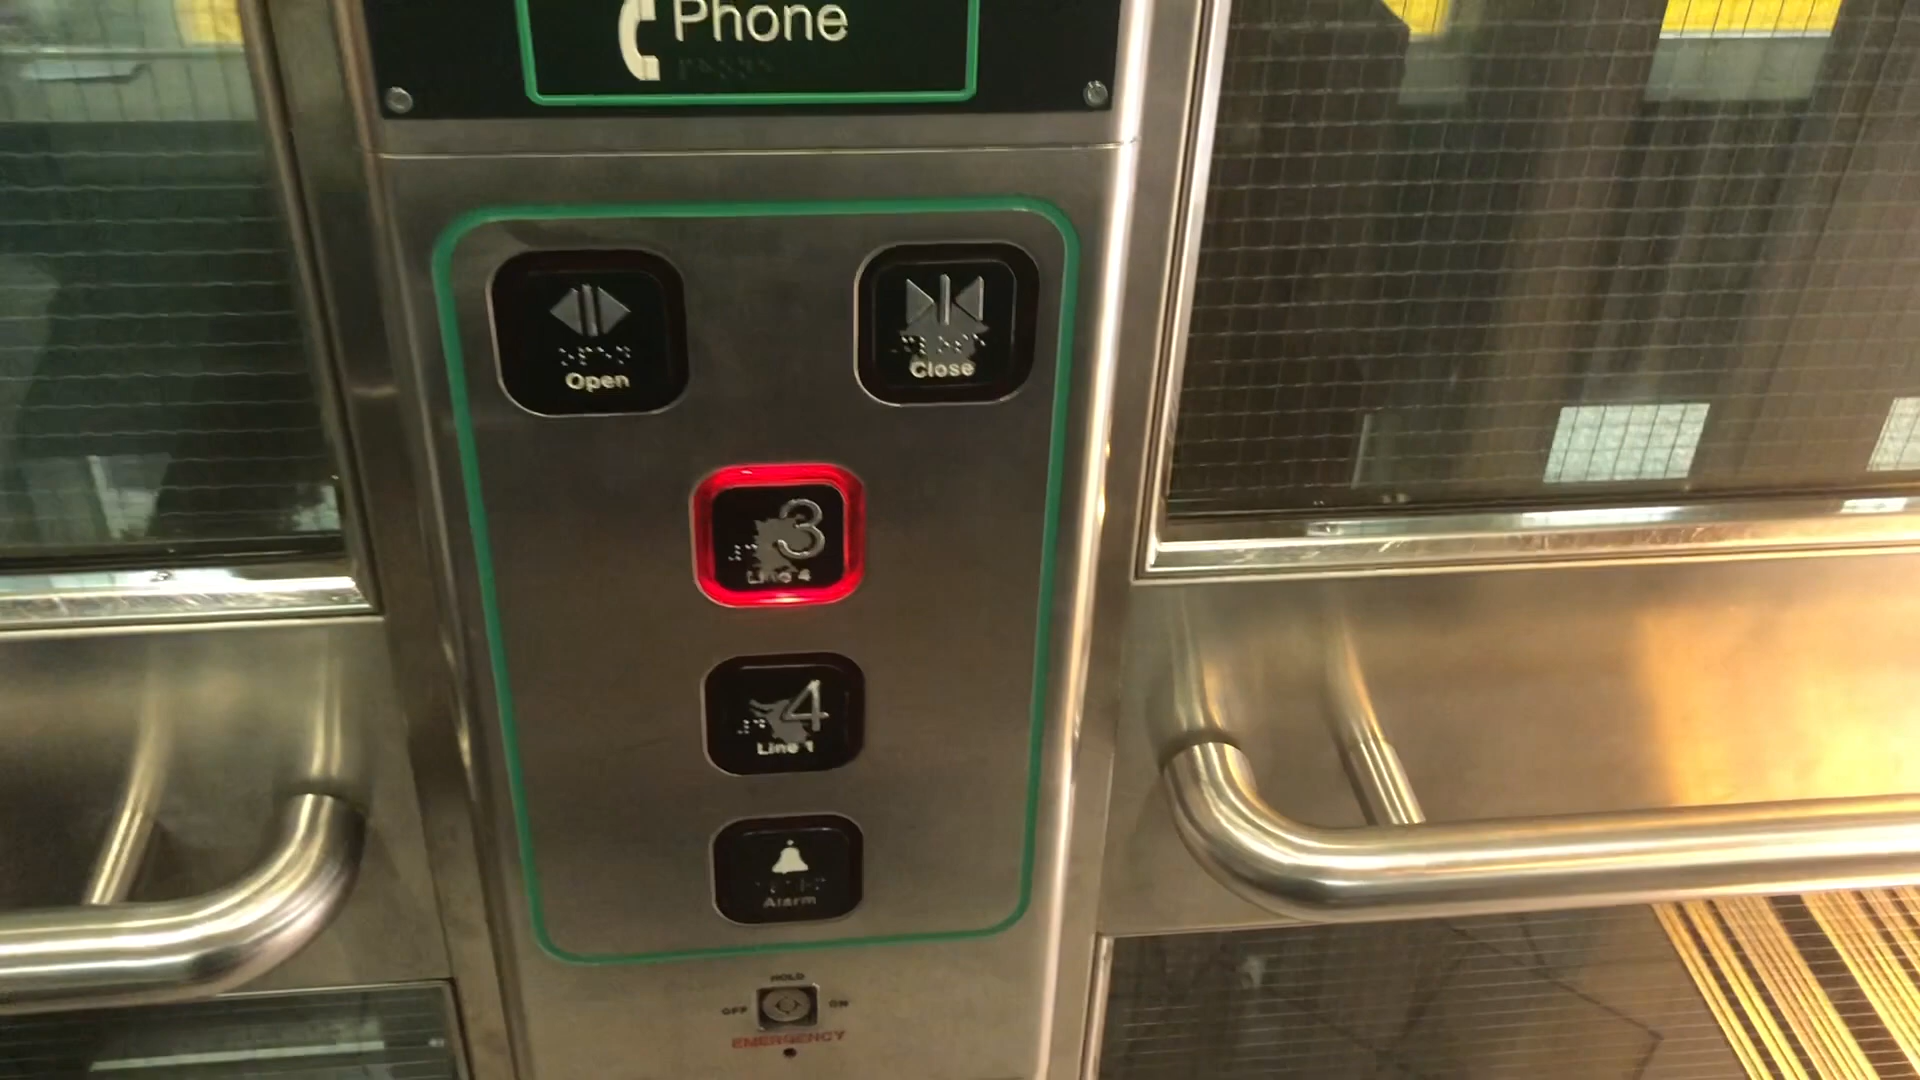 Phone
Open
Close
3
Line 4
4
Line 1
Alarm
HOLD
OFF
ON
EMERGENCY